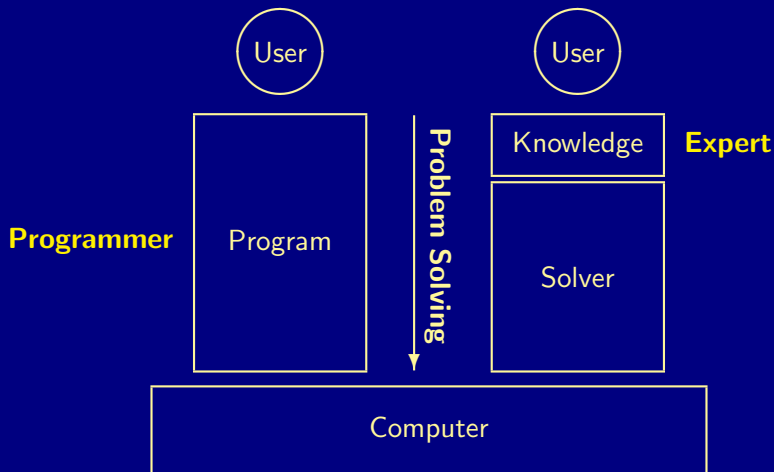 User
User
Knowledge
Expert
Problem Solving
Programmer
Program
Solver
Computer